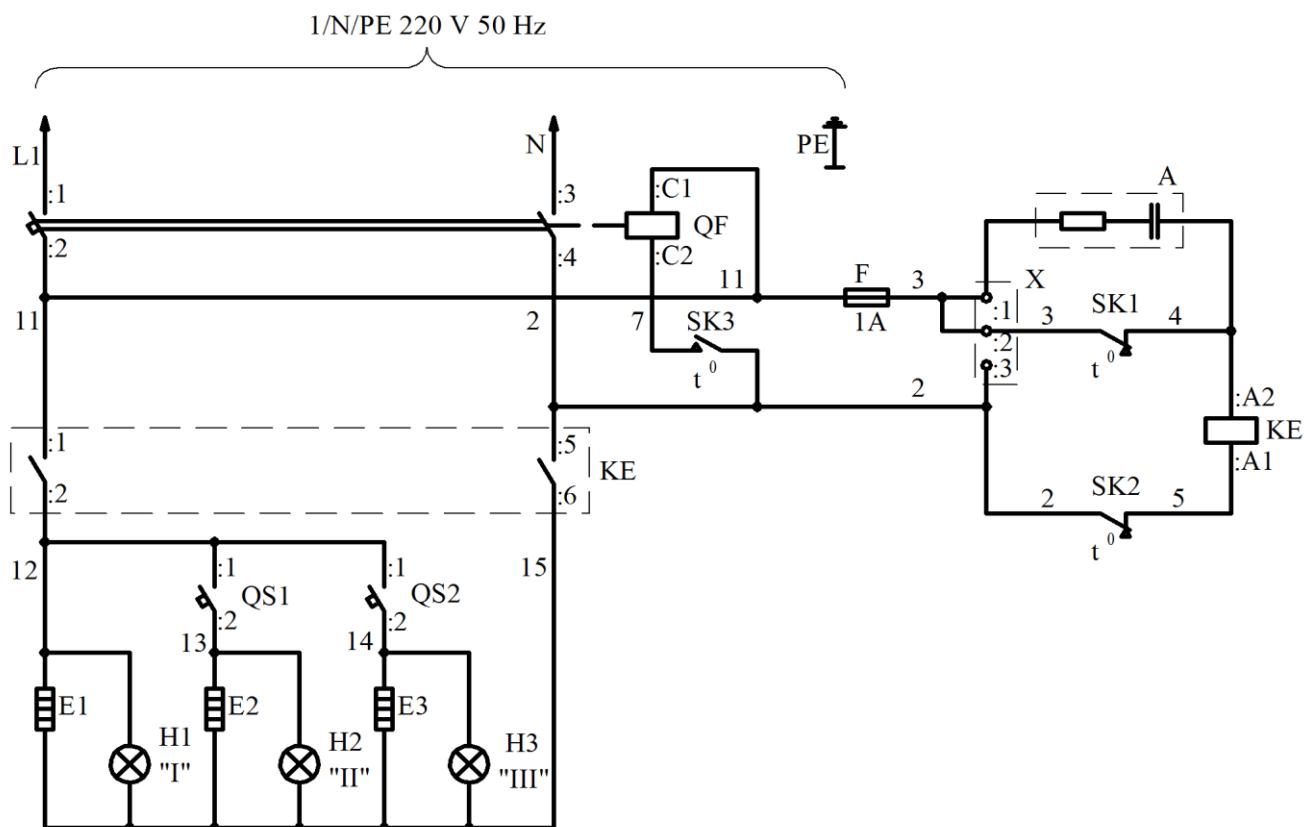 1/N/PE 220 V 50 Hz
L1
N
PE
:1
:3
:C1
QF
A
:2
:4
:C2
11
F
3
X
11
2
7
SK3
1A
:1
3
SK1
4
:2
t 0
:3
t 0
2
:A2
:1
:5
KE
KE
:2
:6
:A1
2
SK2
5
t 0
12
:1
QS1
:1
QS2
15
:2
:2
13
14
E1
E2
E3
H1
"I"
H2
"II"
H3
"III"